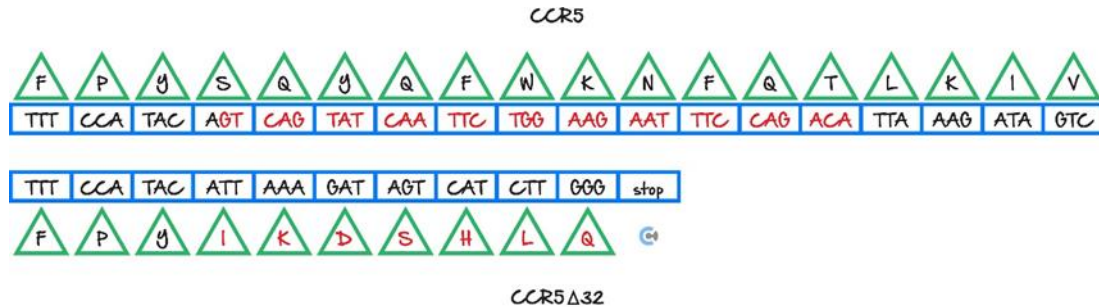 CCR5
F P Y S Q Y Q F W K N F Q T L K I V
TTT CCA TAC AGT CAG TAT CAA TTC TGG AAG AAT TTC CAG ACA TTA AAG ATA GTC
TTT CCA TAC ATT AAA GAT AGT CAT CTT GGG stop
F P Y I K D S H L Q
CCR5Δ32